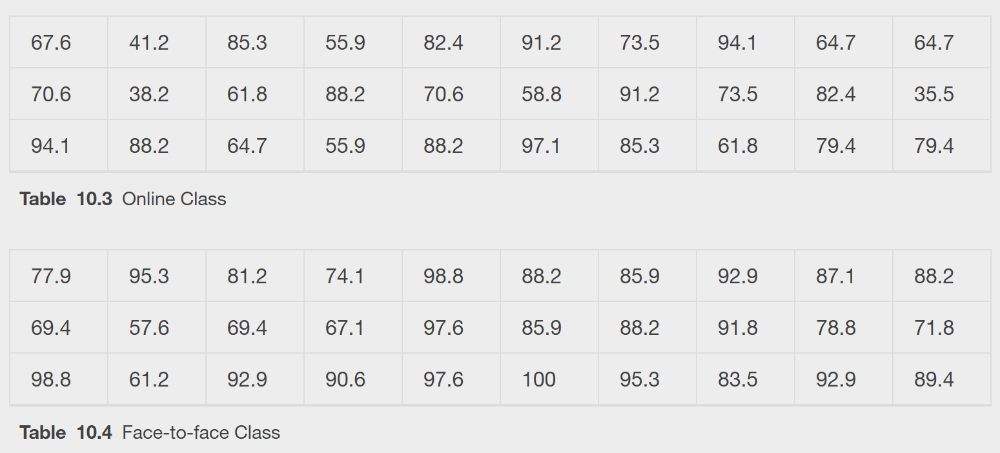 67.6 41.2 85.3 55.9 82.4 91.2 73.5 94.1 64.7 64.7
70.6 38.2 61.8 88.2 70.6 58.8 91.2 73.5 82.4 35.5
94.1 88.2 64.7 55.9 88.2 97.1 85.3 61.8 79.4 79.4
Table 10.3 Online Class
77.9 95.3 81.2 74.1 98.8 88.2 85.9 92.9 87.1 88.2
69.4 57.6 69.4 67.1 97.6 85.9 88.2 91.8 78.8 71.8
98.8 61.2 92.9 90.6 97.6 100 95.3 83.5 92.9 89.4
Table 10.4 Face-to-face Class